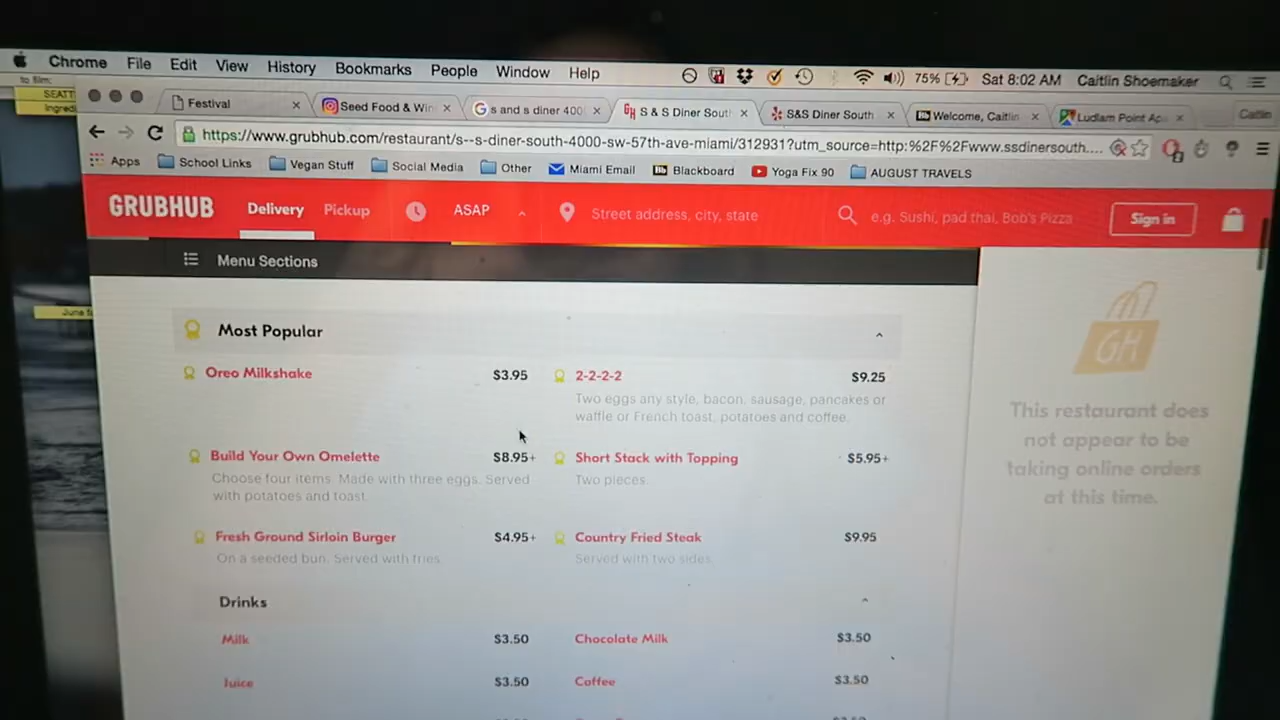 Chrome File Edit View History Bookmarks People Window Help 75% Sat 8:02 AM Caitlin Shoemaker
to film:
SEATT
Ingredi
Festival Seed Food & Win s and s diner 400 S & S Diner Sout S&S Diner South Welcome, Caitlin Ludlam Point Apa Caitlin
https://www.grubhub.com/restaurant/s--s-diner-south-4000-sw-57th-ave-miami/312931?utm_source=http:%2F%2Fwww.ssdinersouth....
Apps School Links Vegan Stuff Social Media Other Miami Email Blackboard Yoga Fix 90 AUGUST TRAVELS
GRUBHUB Delivery Pickup ASAP Street address, city, state e.g. Sushi, pad thai, Bob's Pizza Sign in
Menu Sections
Most Popular
Oreo Milkshake $3.95
2-2-2-2 $9.25
Two eggs any style, bacon, sausage, pancakes or
waffle or French toast, potatoes and coffee.
Build Your Own Omelette $8.95+
Choose four items. Made with three eggs. Served
with potatoes and toast.
Short Stack with Topping $5.95+
Two pieces.
Fresh Ground Sirloin Burger $4.95+
On a seeded bun. Served with fries.
Country Fried Steak $9.95
Served with two sides.
Drinks
Milk $3.50
Chocolate Milk $3.50
Juice $3.50
Coffee $3.50
GH
This restaurant does
not appear to be
taking online orders
at this time.